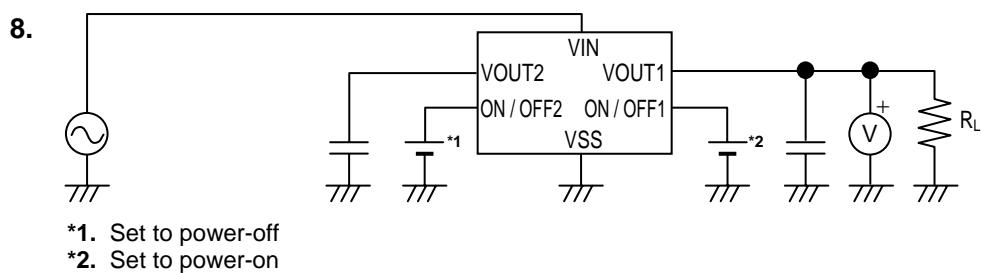 8.
VIN
VOUT2 VOUT1
ON / OFF2 ON / OFF1
*1 *2
VSS
+
V
RL
*1. Set to power-off
*2. Set to power-on